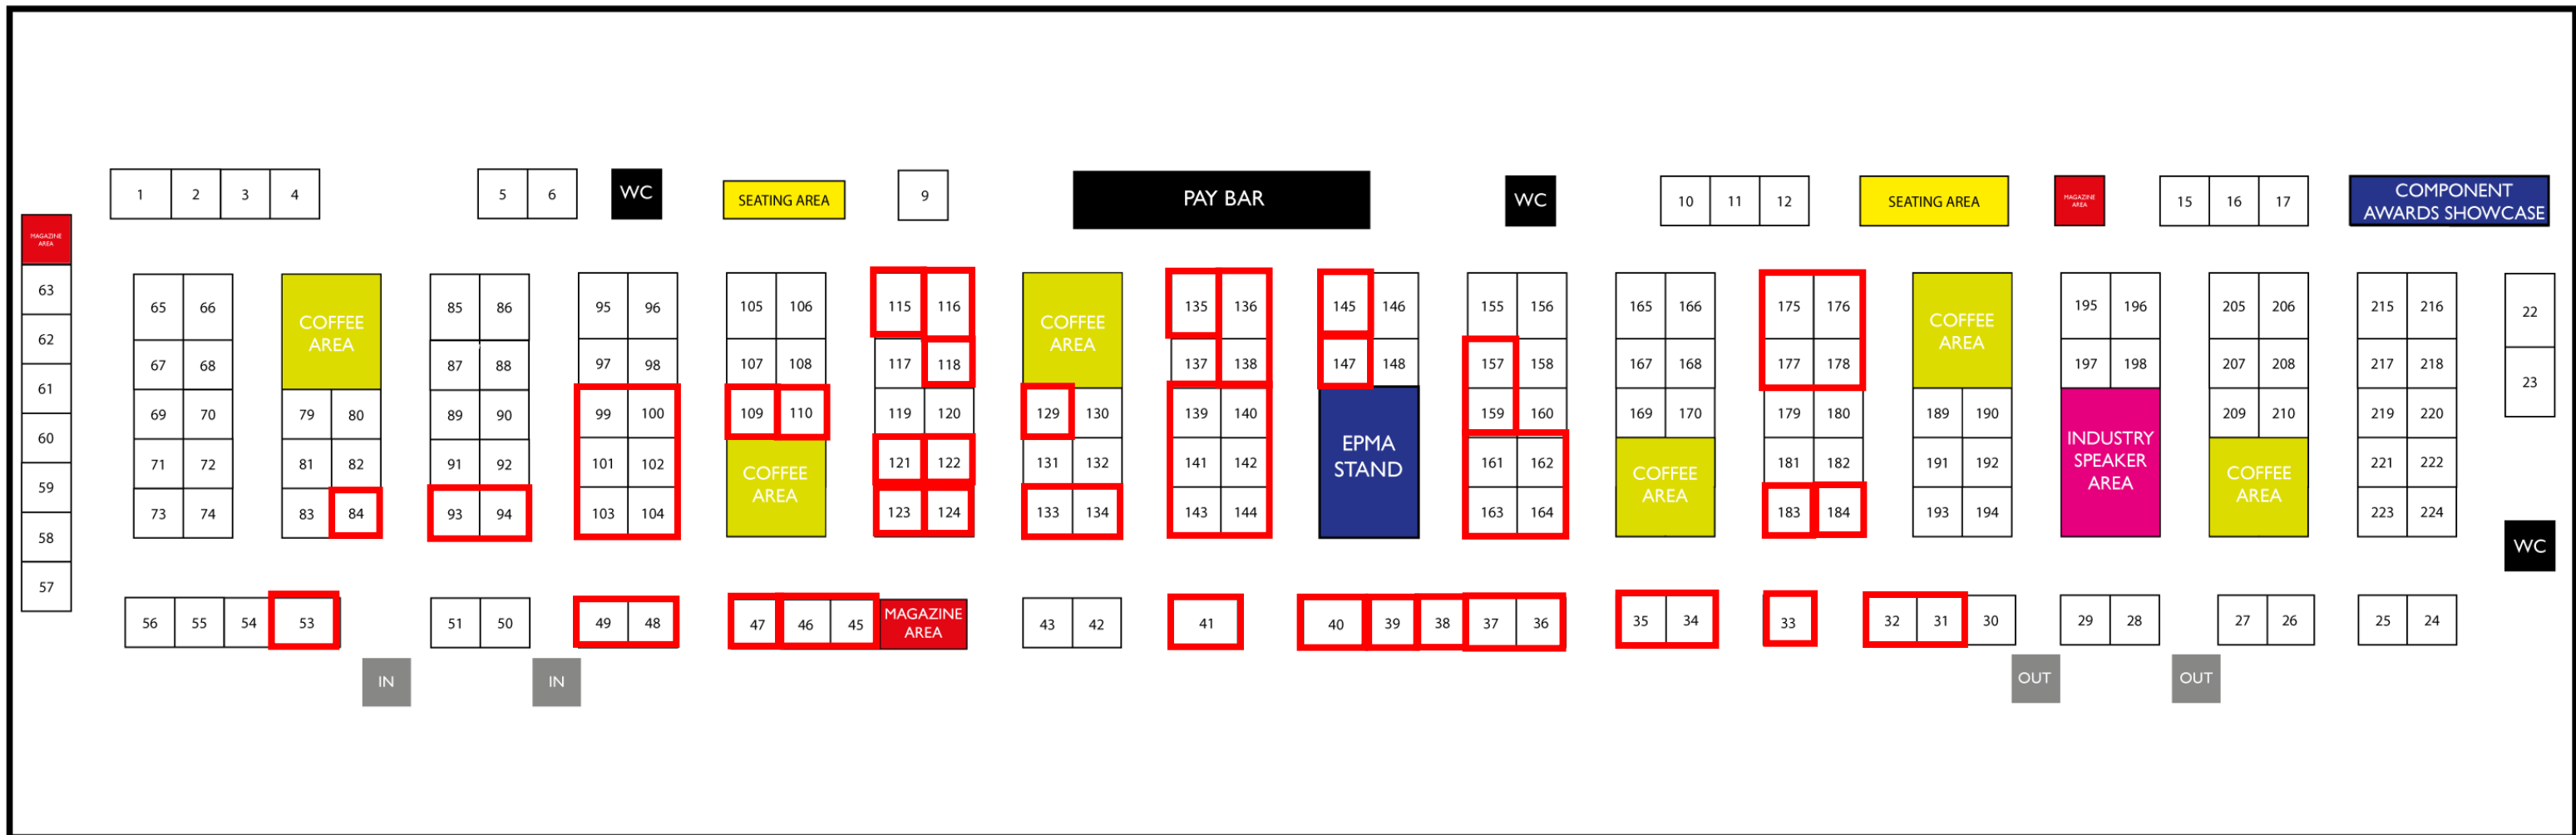 1 2 3 4
5 6
WC
SEATING AREA
9
PAY BAR
WC
10 11 12
SEATING AREA
MAGAZINE
AREA
15 16 17
COMPONENT
AWARDS SHOWCASE
MAGAZINE
AREA
63
62
61
60
59
58
57
65 66
67 68
69 70
71 72
73 74
COFFEE
AREA
79 80
81 82
83 84
85 86
87 88
89 90
91 92
93 94
95 96
97 98
99 100
101 102
103 104
105 106
107 108
109 110
COFFEE
AREA
115 116
117 118
119 120
121 122
123 124
COFFEE
AREA
129 130
131 132
133 134
135 136
137 138
139 140
141 142
143 144
145 146
147 148
EPMA
STAND
155 156
157 158
159 160
161 162
163 164
165 166
167 168
169 170
COFFEE
AREA
175 176
177 178
179 180
181 182
183 184
COFFEE
AREA
189 190
191 192
193 194
195 196
197 198
INDUSTRY
SPEAKER
AREA
205 206
207 208
209 210
COFFEE
AREA
215 216
217 218
219 220
221 222
223 224
22
23
WC
56 55 54 53
51 50
49 48
47 46 45
MAGAZINE
AREA
43 42
41
40 39 38 37 36
35 34
33
32 31 30
29 28
27 26
25 24
IN
IN
OUT
OUT